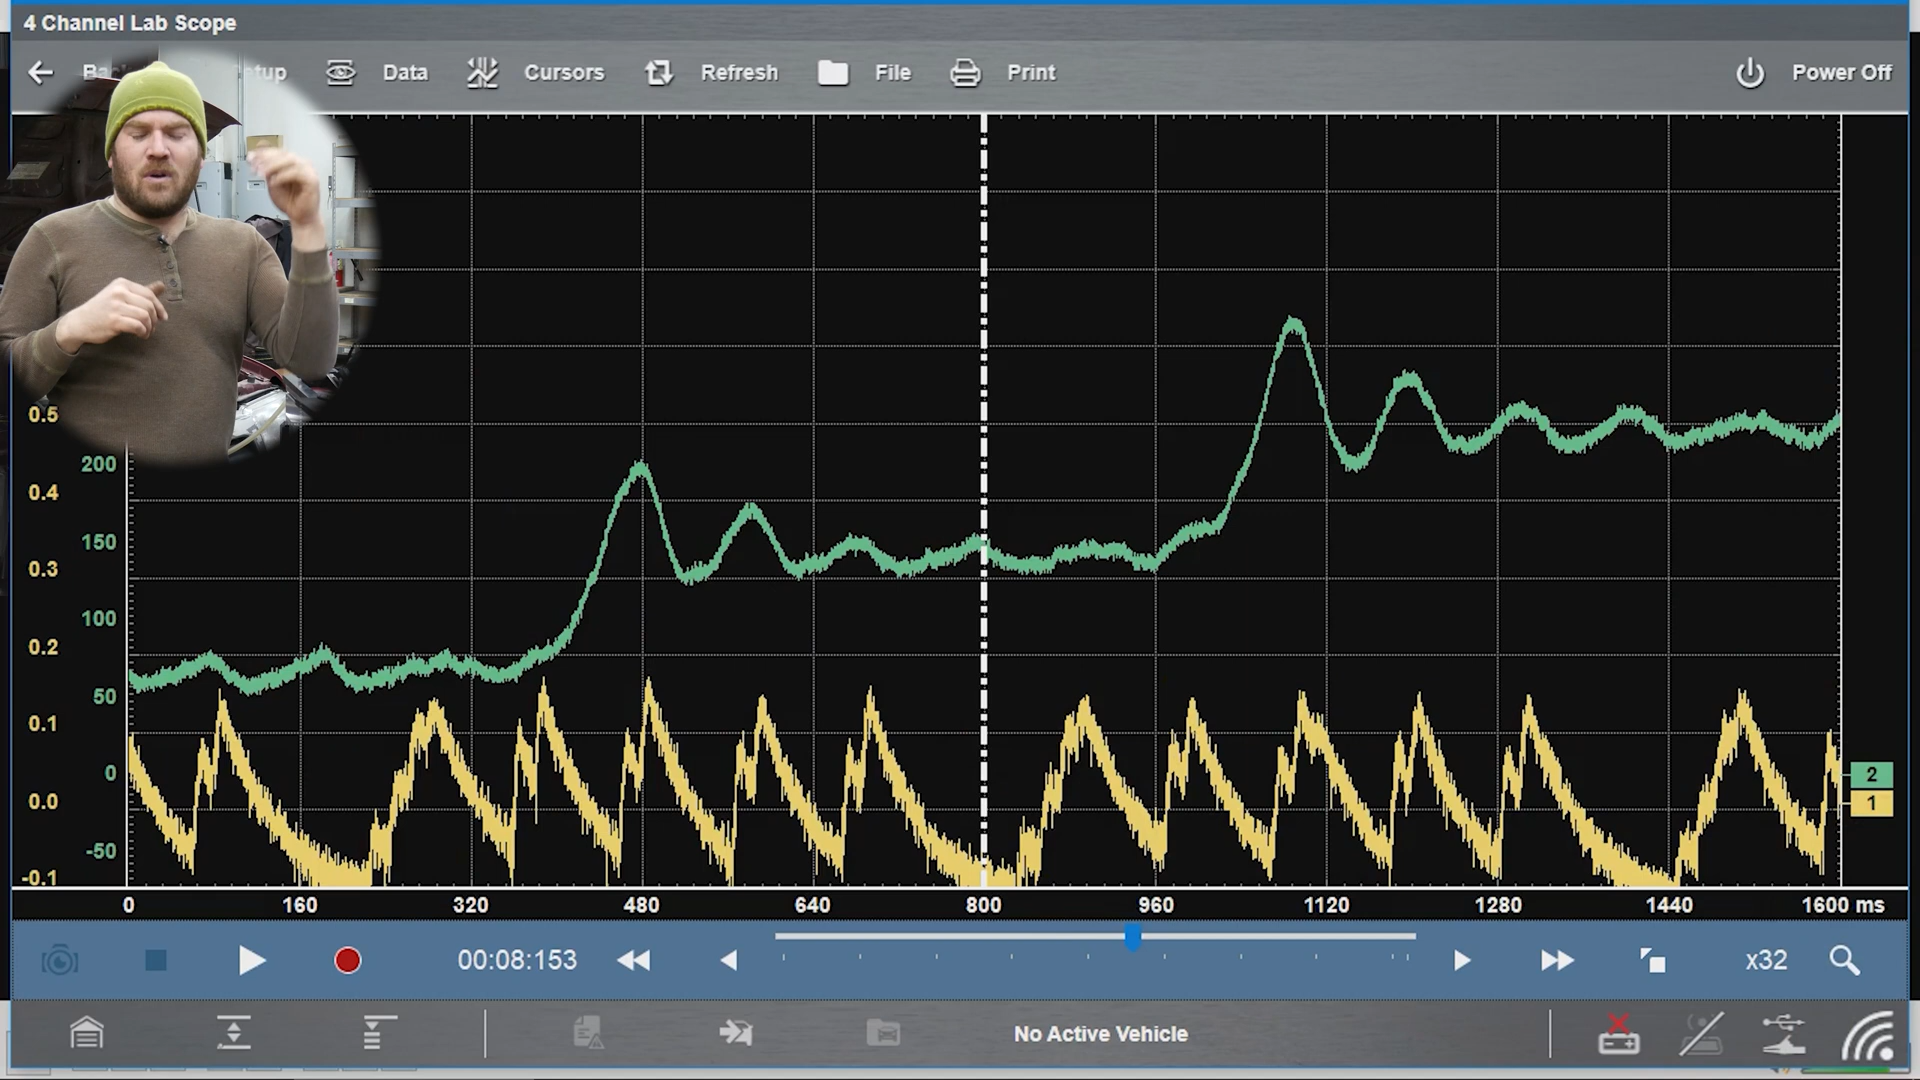 4 Channel Lab Scope
Data
Cursors
Refresh
File
Print
Power Off
0.5
200
0.4
150
0.3
100
0.2
50
0.1
0
0.0
-50
-0.1
2
1
0 160 320 480 640 800 960 1120 1280 1440 1600 ms
00:08:153
x32
No Active Vehicle